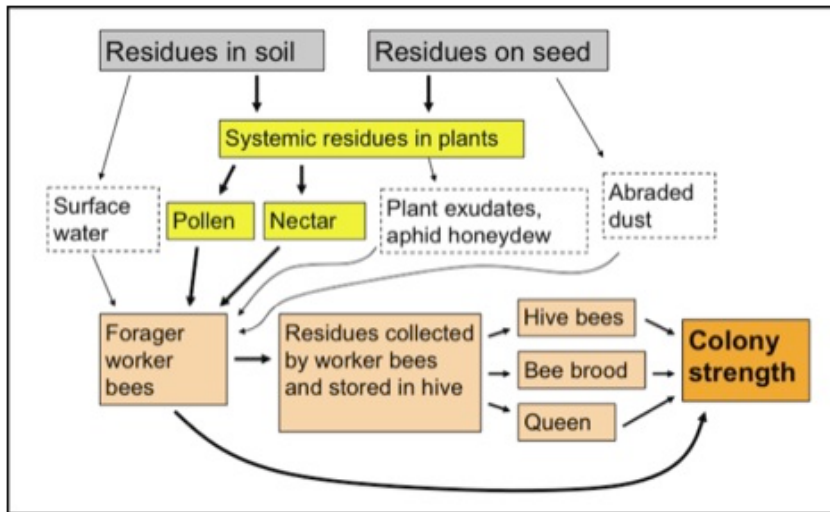 Residues in soil
Residues on seed
Systemic residues in plants
Surface
water
Pollen
Nectar
Plant exudates,
aphid honeydew
Abraded
dust
Forager
worker
bees
Residues collected
by worker bees
and stored in hive
Hive bees
Bee brood
Queen
Colony
strength